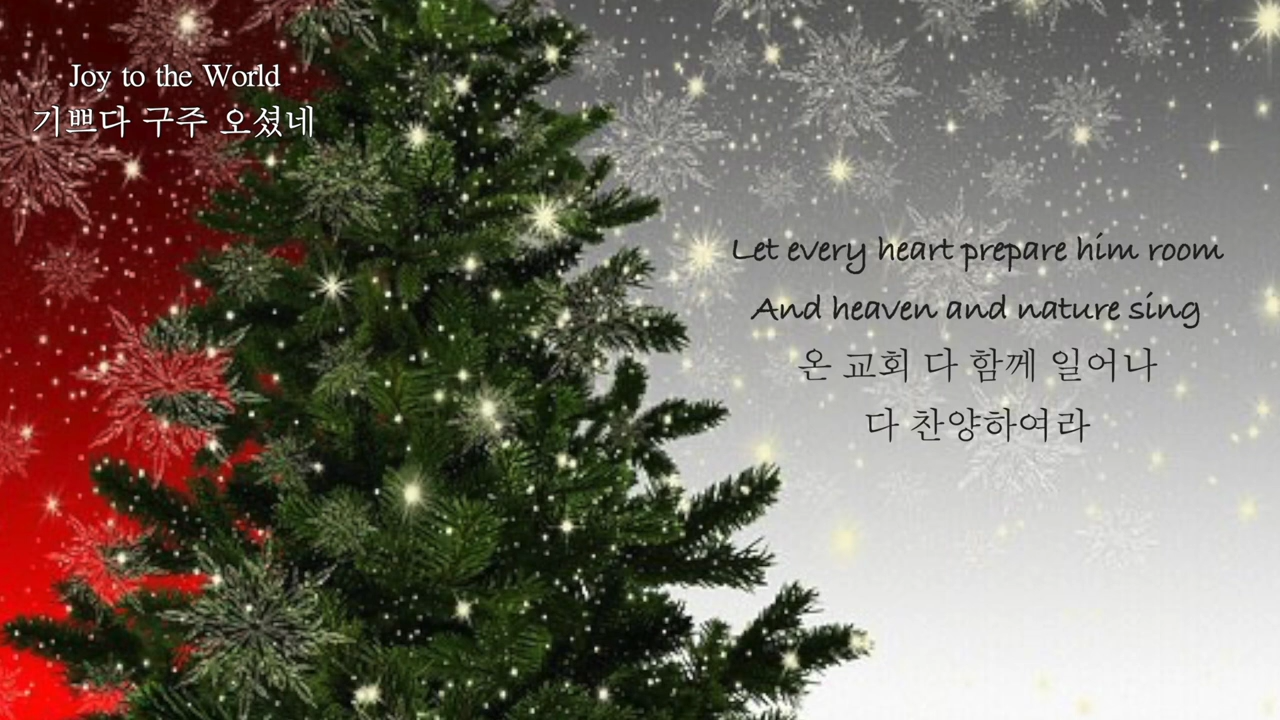 Joy to the World
기쁘다 구주 오셨네
Let every heart prepare him room
And heaven and nature sing
온 교회 다 함께 일어나
다 찬양하여라